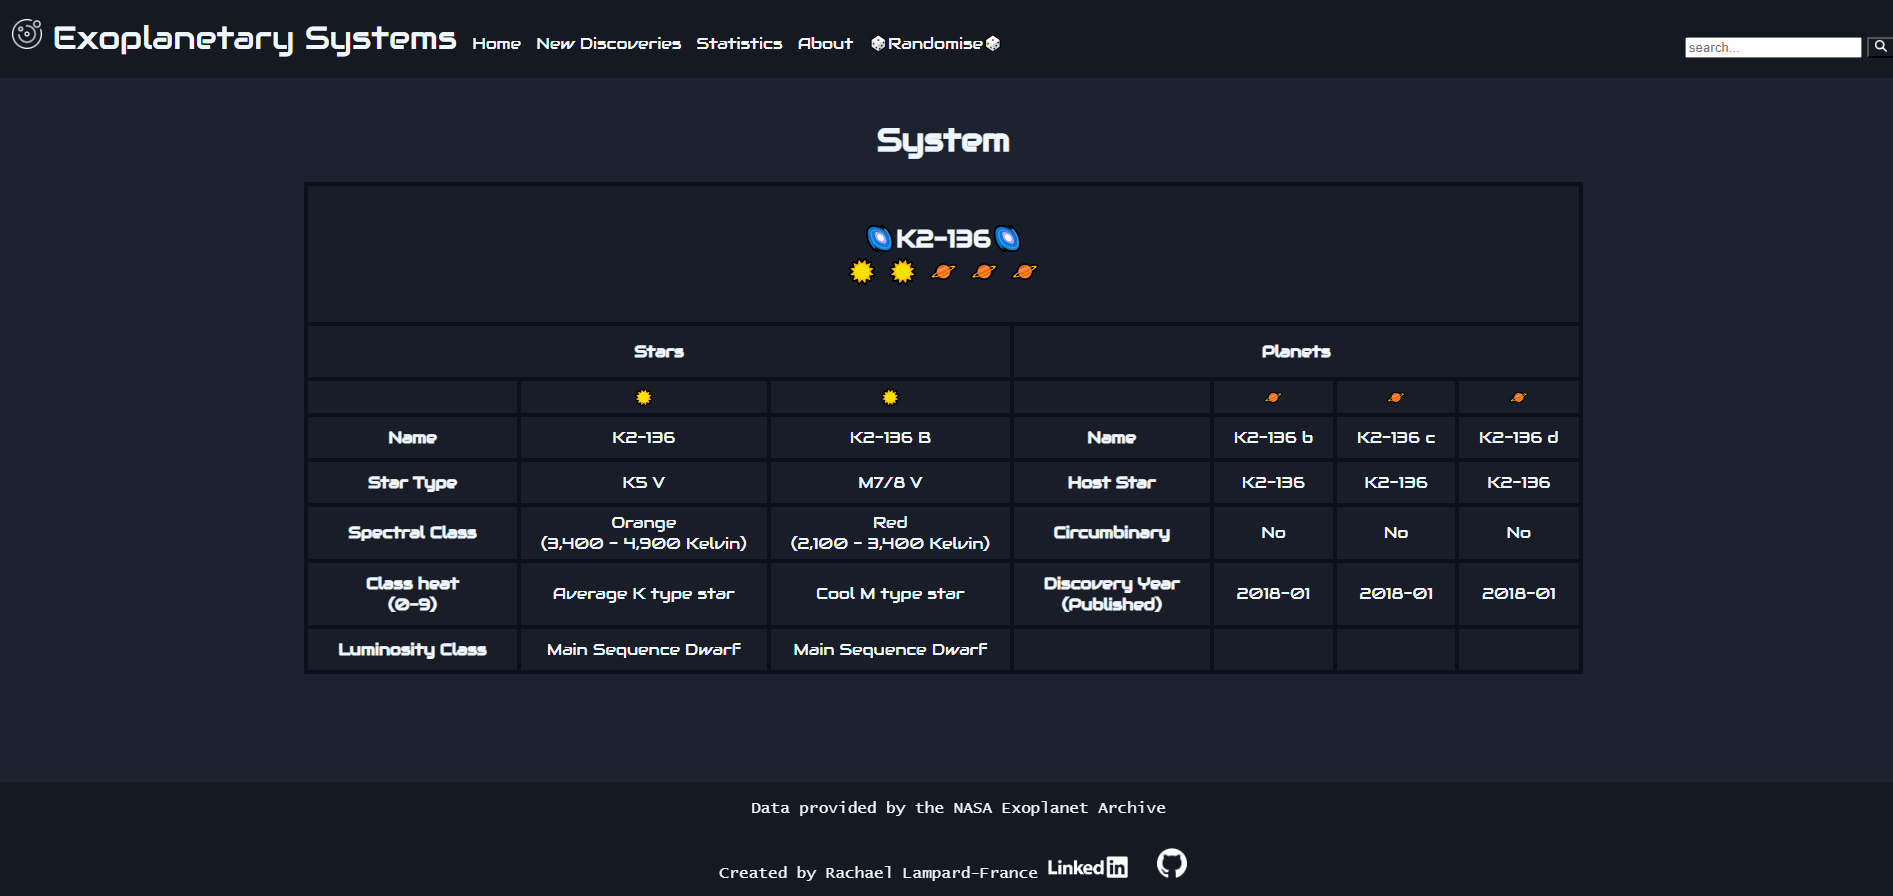 Exoplanetary Systems Home New Discoveries Statistics About Randomise search...
System
K2-136
Stars Planets
Name K2-136 K2-136 B Name K2-136 b K2-136 c K2-136 d
Star Type K5 V M7/8 V Host Star K2-136 K2-136 K2-136
Spectral Class Orange (3,400 - 4,900 Kelvin) Red (2,100 - 3,400 Kelvin) Circumbinary No No No
Class heat (0-9) Average K type star Cool M type star Discovery Year (Published) 2018-01 2018-01 2018-01
Luminosity Class Main Sequence Dwarf Main Sequence Dwarf
Data provided by the NASA Exoplanet Archive
Created by Rachael Lampard-France Linked in